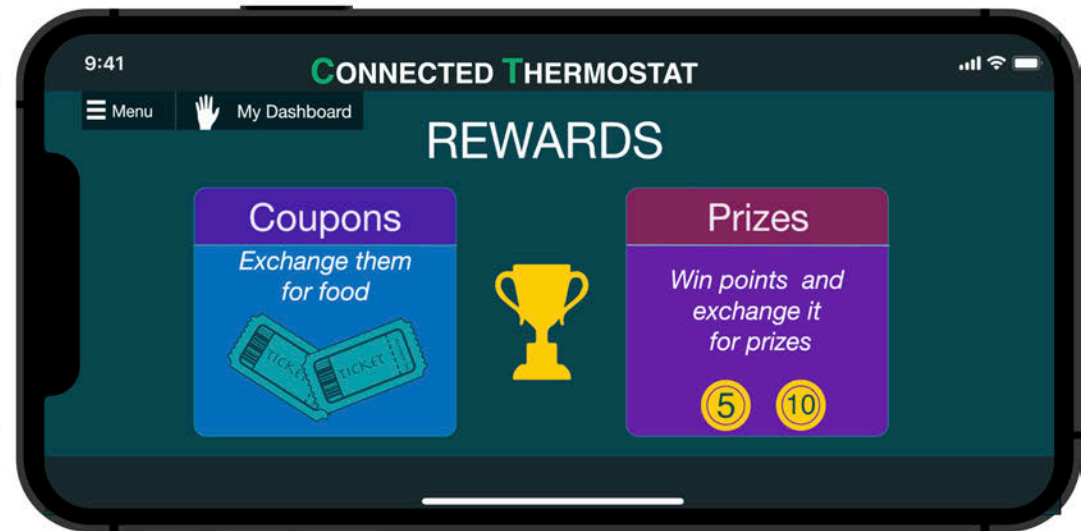 9:41
CONNECTED THERMOSTAT
Menu
My Dashboard
REWARDS
Coupons
Exchange them
for food
TICKET
TICKET
Prizes
Win points and
exchange it
for prizes
5
10